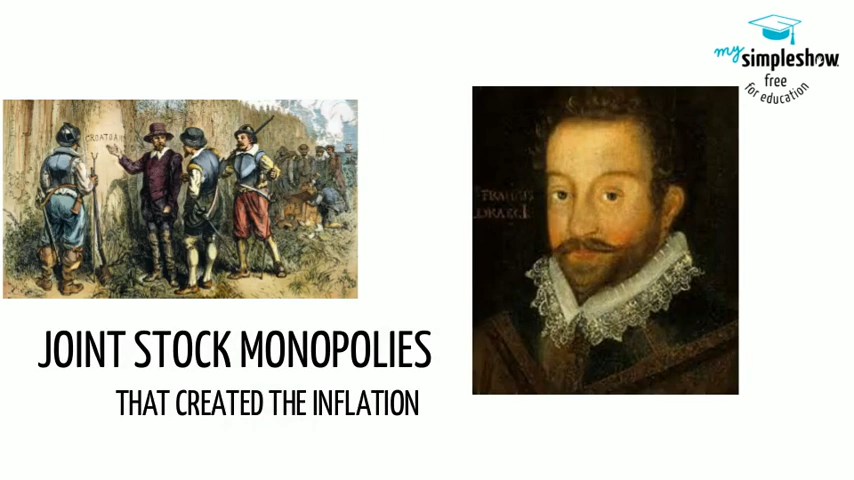 my
simpleshow
free
for education
CROATOAN
JOINT STOCK MONOPOLIES
THAT CREATED THE INFLATION